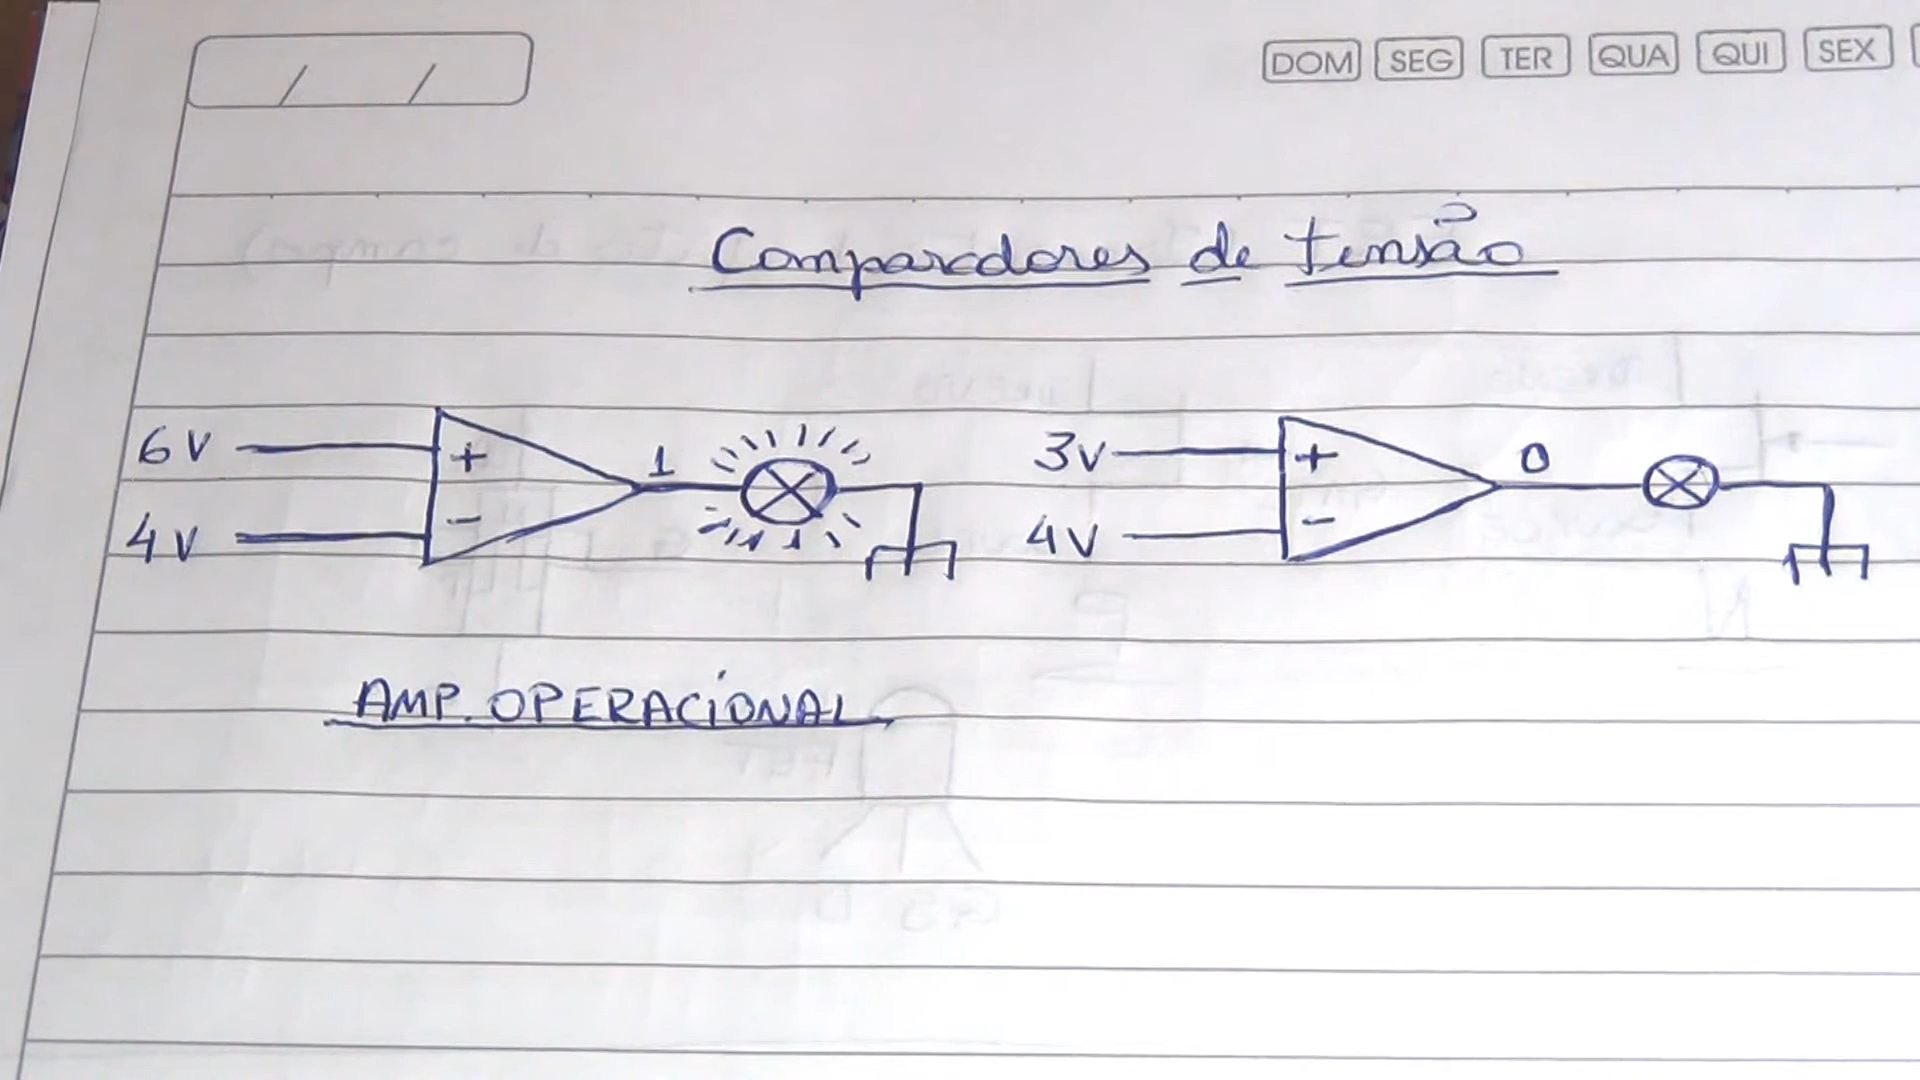 / /
DOM SEG TER QUA QUI SEX
Comparadores de tensão
6V + 1 3V + 0
4V - 4V -
AMP. OPERACIONAL